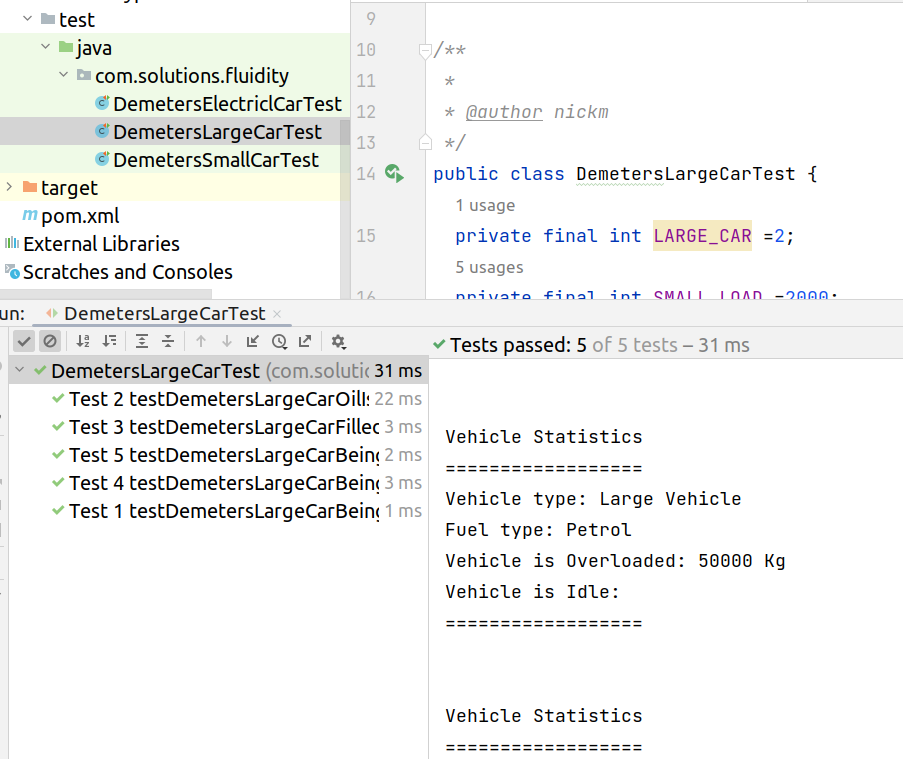 test
java
com.solutions.fluidity
DemetersElectriclCarTest
DemetersLargeCarTest
DemetersSmallCarTest
target
pom.xml
External Libraries
Scratches and Consoles
9
10 /**
11 *
12 * @author nickm
13 */
14 public class DemetersLargeCarTest {
1 usage
15 private final int LARGE_CAR =2;
5 usages
16 private final int SMALL_LOAD =2000;
un: DemetersLargeCarTest
Tests passed: 5 of 5 tests – 31 ms
DemetersLargeCarTest (com.solutic 31 ms
Test 2 testDemetersLargeCarOilIs 22 ms
Test 3 testDemetersLargeCarFilled 3 ms
Test 5 testDemetersLargeCarBeing 2 ms
Test 4 testDemetersLargeCarBeing 3 ms
Test 1 testDemetersLargeCarBeing 1 ms
Vehicle Statistics
==================
Vehicle type: Large Vehicle
Fuel type: Petrol
Vehicle is Overloaded: 50000 Kg
Vehicle is Idle:
==================
Vehicle Statistics
==================